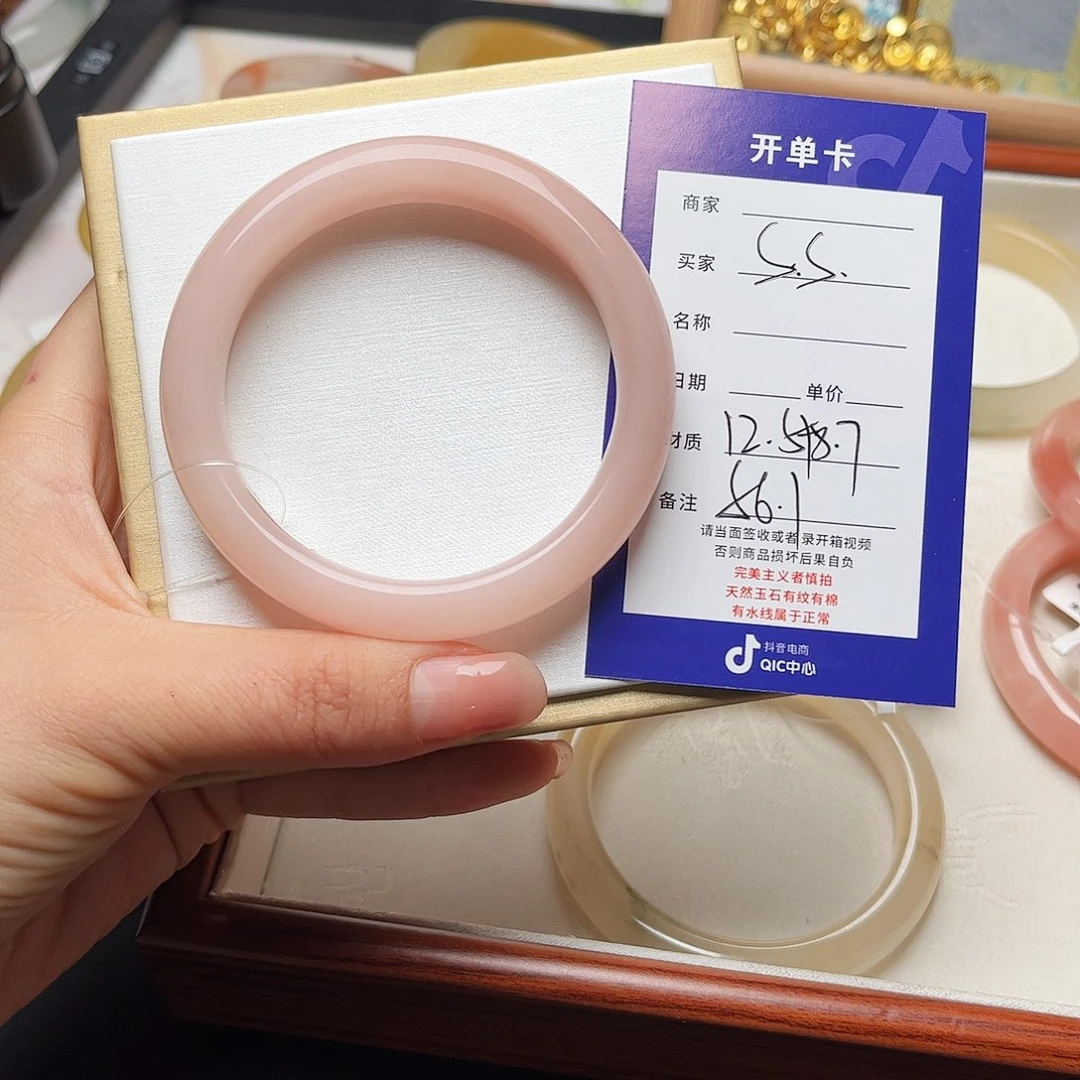 开单卡
商家
买家 S.S.
名称
日期 单价
材质 12.5*8.7
备注 56.1
请当面签收或者录开箱视频
否则商品损坏后果自负
完美主义者慎拍
天然玉石有纹有棉
有水线属于正常
抖音电商
QIC中心